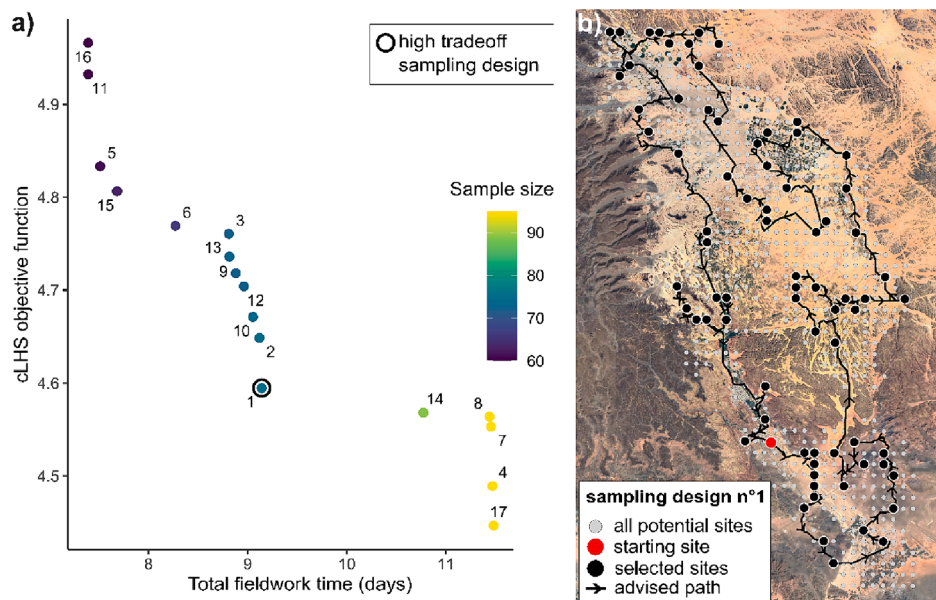 a)
high tradeoff
sampling design
16
11
5
15
6
3
13
9
12
10
2
1
14
8
7
4
17
4.9
4.8
4.7
4.6
4.5
cLHS objective function
8
9
10
11
Total fieldwork time (days)
Sample size
90
80
70
60
b)
sampling design n°1
all potential sites
starting site
selected sites
advised path